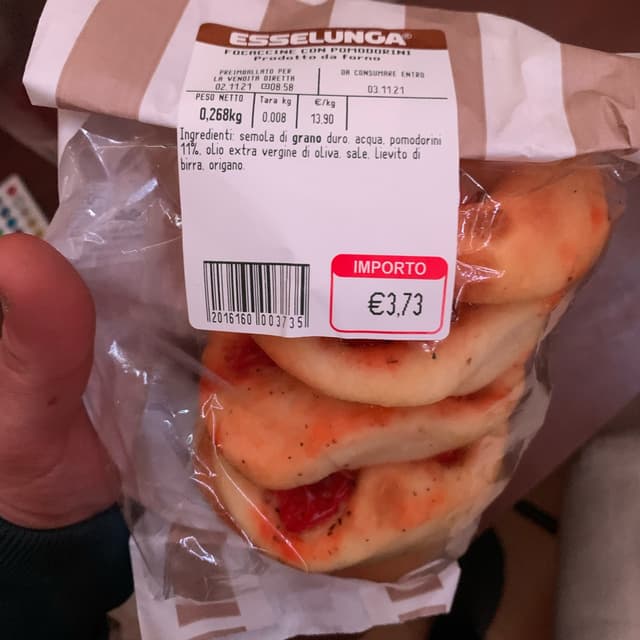 ESSELUNGA®
FOCACCINE CON POMODORINI
Prodotto da forno
PREIMBALLATO PER
LA VENDITA DIRETTA
DA CONSUMARE ENTRO
02.11.21 08.58
03.11.21
PESO NETTO Tara kg €/kg
0,268kg 0,008 13,90
Ingredienti: semola di grano duro, acqua, pomodorini
11%, olio extra vergine di oliva, sale, lievito di
birra, origano.
IMPORTO
€3,73
2016160 003735